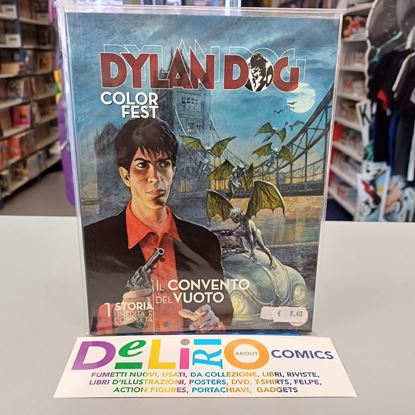 DYLAN DOG
COLOR
FEST
IL CONVENTO
DEL VUOTO
1 STORIA
INEDITA E
COMPLETA
€ 8,40
DeLiRiO ABOUT COMICS
FUMETTI NUOVI, USATI, DA COLLEZIONE, LIBRI, RIVISTE,
LIBRI D'ILLUSTRAZIONI, POSTERS, DVD, T-SHIRTS, FELPE,
ACTION FIGURES, PORTACHIAVI, GADGETS